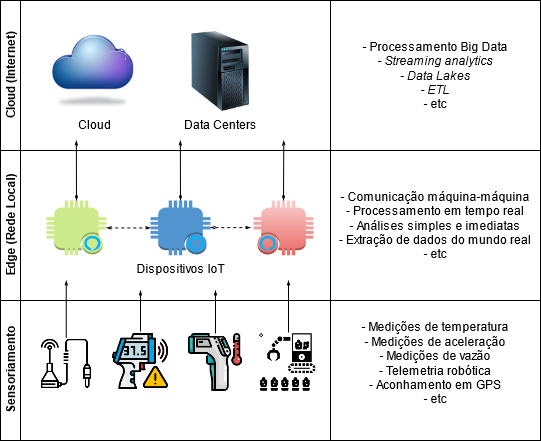 Cloud (Internet)
Cloud
Data Centers
- Processamento Big Data
- Streaming analytics
- Data Lakes
- ETL
- etc
Edge (Rede Local)
Dispositivos IoT
- Comunicação máquina-máquina
- Processamento em tempo real
- Análises simples e imediatas
- Extração de dados do mundo real
- etc
Sensoriamento
37.5
- Medições de temperatura
- Medições de aceleração
- Medições de vazão
- Telemetria robótica
- Aconhamento em GPS
- etc